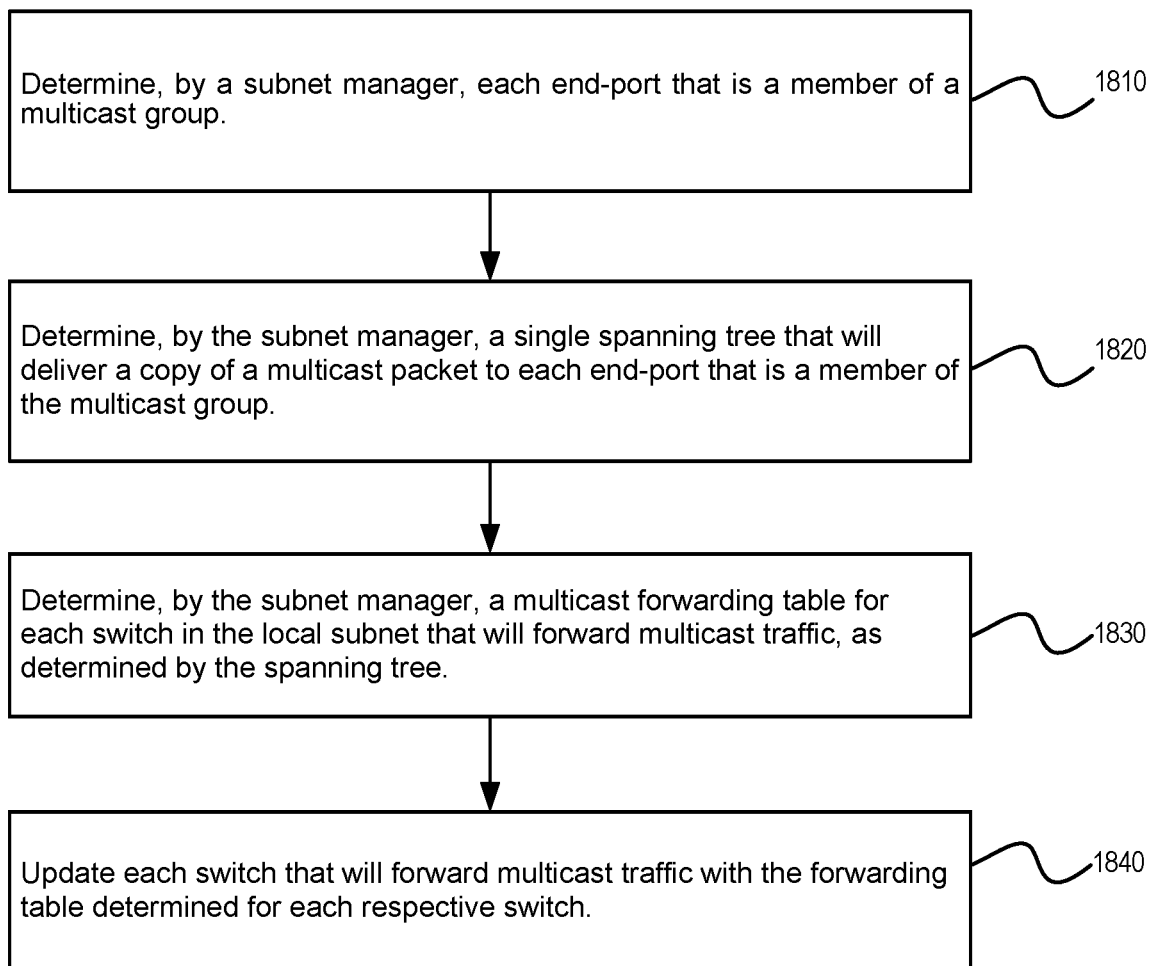 Determine, by a subnet manager, each end-port that is a member of a
multicast group.
1810
Determine, by the subnet manager, a single spanning tree that will
deliver a copy of a multicast packet to each end-port that is a member of
the multicast group.
1820
Determine, by the subnet manager, a multicast forwarding table for
each switch in the local subnet that will forward multicast traffic, as
determined by the spanning tree.
1830
Update each switch that will forward multicast traffic with the forwarding
table determined for each respective switch.
1840